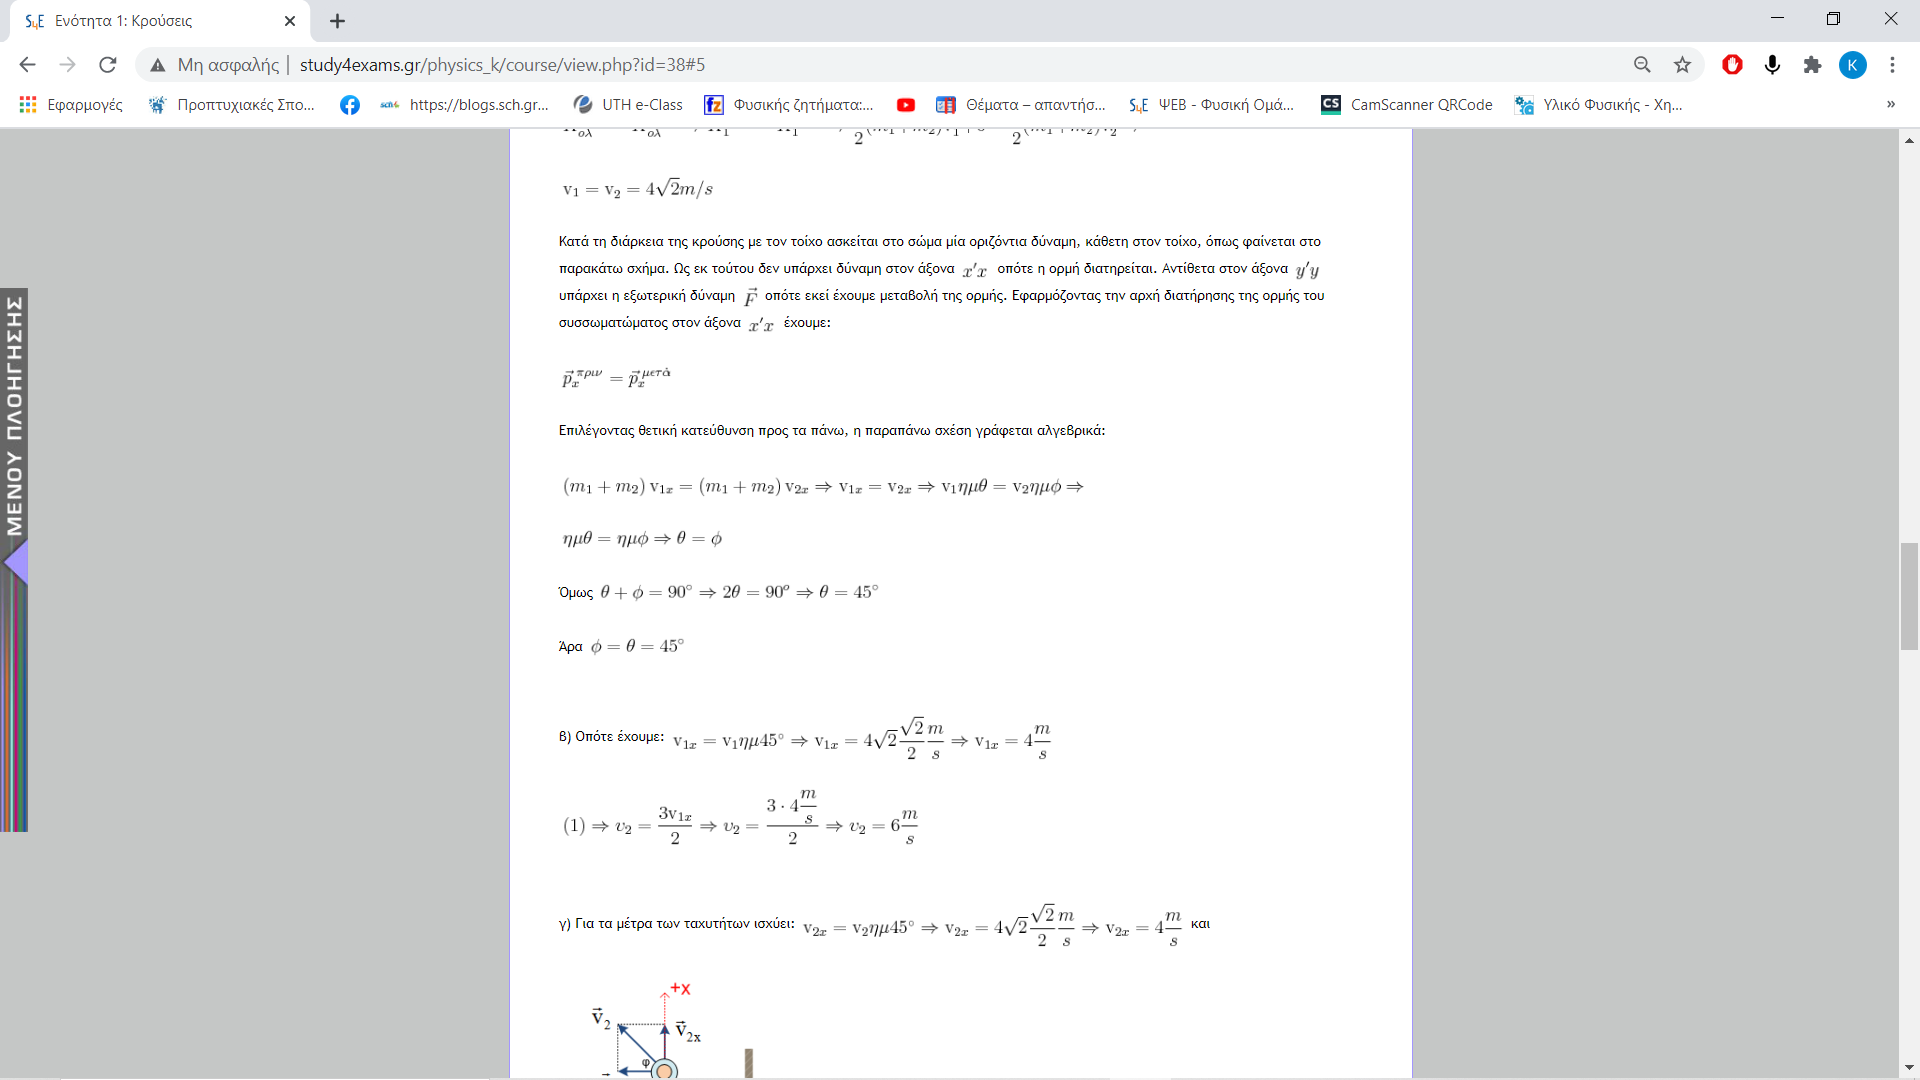 Ενότητα 1: Κρούσεις
Μη ασφαλής | study4exams.gr/physics_k/course/view.php?id=38#5
K
Εφαρμογές Προπτυχιακές Σπο... https://blogs.sch.gr... UTH e-Class Φυσικής ζητήματα:... Θέματα – απαντήσ... ΨΕΒ - Φυσική Ομά... CamScanner QRCode Υλικό Φυσικής - Χη... »
v₁ = v₂ = 4√2m/s
Κατά τη διάρκεια της κρούσης με τον τοίχο ασκείται στο σώμα μία οριζόντια δύναμη, κάθετη στον τοίχο, όπως φαίνεται στο
παρακάτω σχήμα. Ως εκ τούτου δεν υπάρχει δύναμη στον άξονα x′x οπότε η ορμή διατηρείται. Αντίθετα στον άξονα y′y
υπάρχει η εξωτερική δύναμη F⃗ οπότε εκεί έχουμε μεταβολή της ορμής. Εφαρμόζοντας την αρχή διατήρησης της ορμής του
συσσωματώματος στον άξονα x′x έχουμε:
p⃗ₓ^πριν = p⃗ₓ^μετὰ
Επιλέγοντας θετική κατεύθυνση προς τα πάνω, η παραπάνω σχέση γράφεται αλγεβρικά:
(m₁ + m₂) v₁ₓ = (m₁ + m₂) v₂ₓ ⇒ v₁ₓ = v₂ₓ ⇒ v₁ημθ = v₂ημϕ ⇒
ημθ = ημϕ ⇒ θ = ϕ
Όμως θ + ϕ = 90° ⇒ 2θ = 90ᵒ ⇒ θ = 45°
Άρα ϕ = θ = 45°
β) Οπότε έχουμε: v₁ₓ = v₁ημ45° ⇒ v₁ₓ = 4√2 √2/2 m/s ⇒ v₁ₓ = 4 m/s
(1) ⇒ υ₂ = 3v₁ₓ/2 ⇒ υ₂ = 3 · 4 m/s / 2 ⇒ υ₂ = 6 m/s
γ) Για τα μέτρα των ταχυτήτων ισχύει: v₂ₓ = v₂ημ45° ⇒ v₂ₓ = 4√2 √2/2 m/s ⇒ v₂ₓ = 4 m/s και
+x
v⃗₂
v⃗₂ₓ
φ
ΜΕΝΟΥ ΠΛΟΗΓΗΣΗΣ